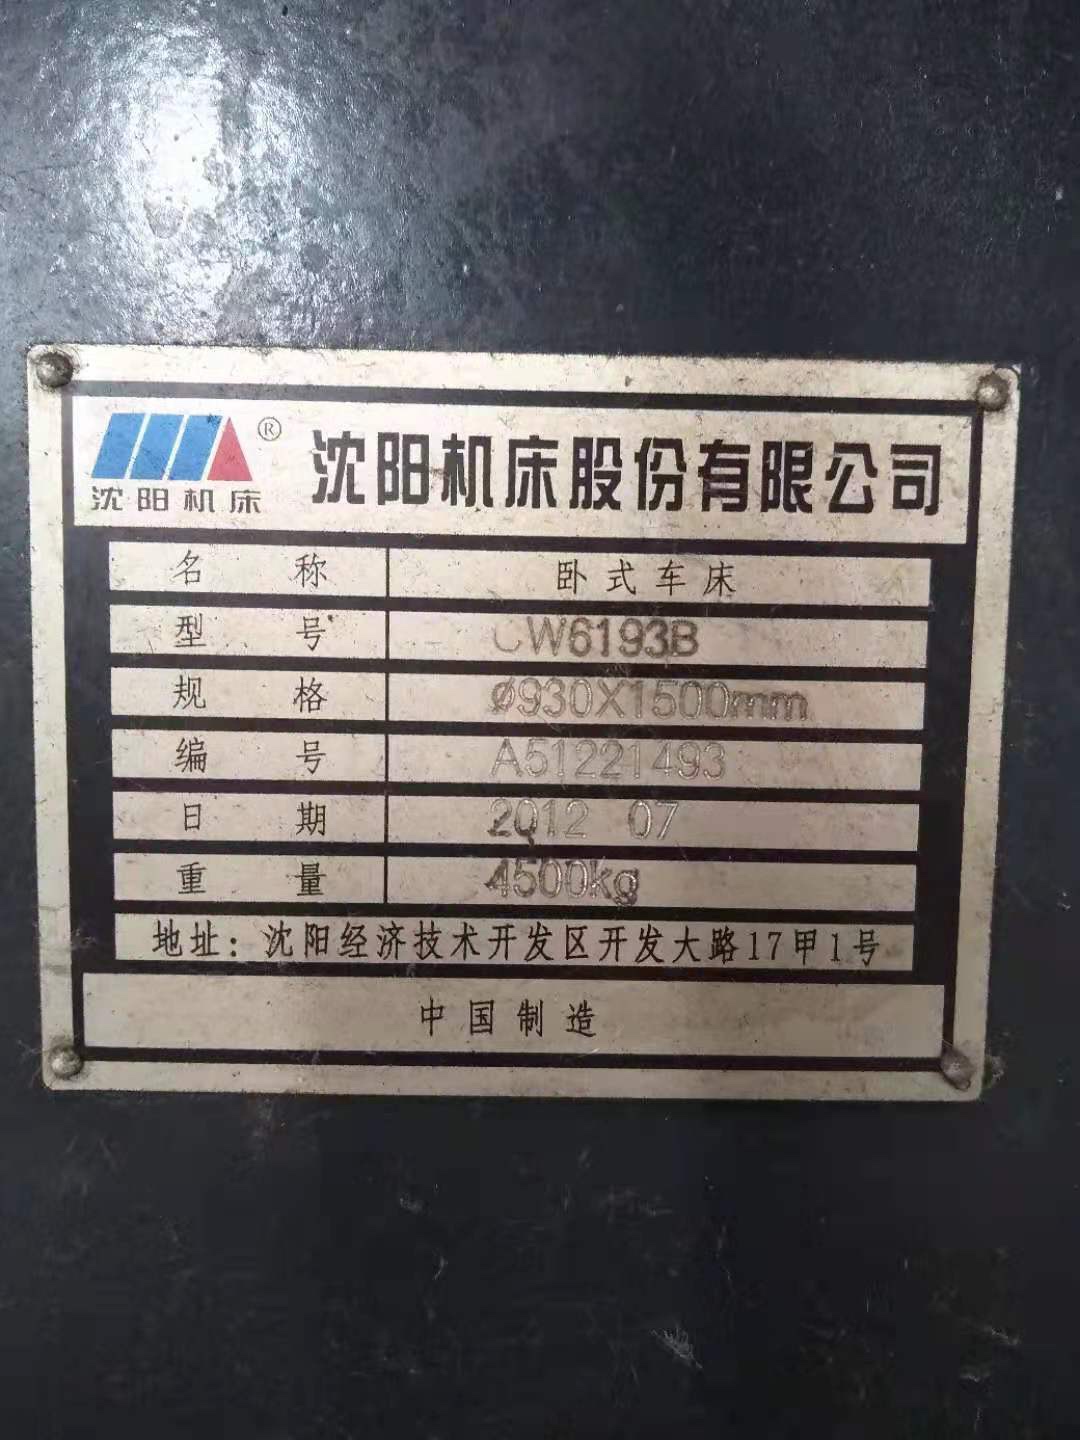 沈阳机床® 沈阳机床股份有限公司
名称 卧式车床
型号 CW6193B
规格 ø930X1500mm
编号 A51221493
日期 2012 07
重量 4500kg
地址：沈阳经济技术开发区开发大路17甲1号
中国制造